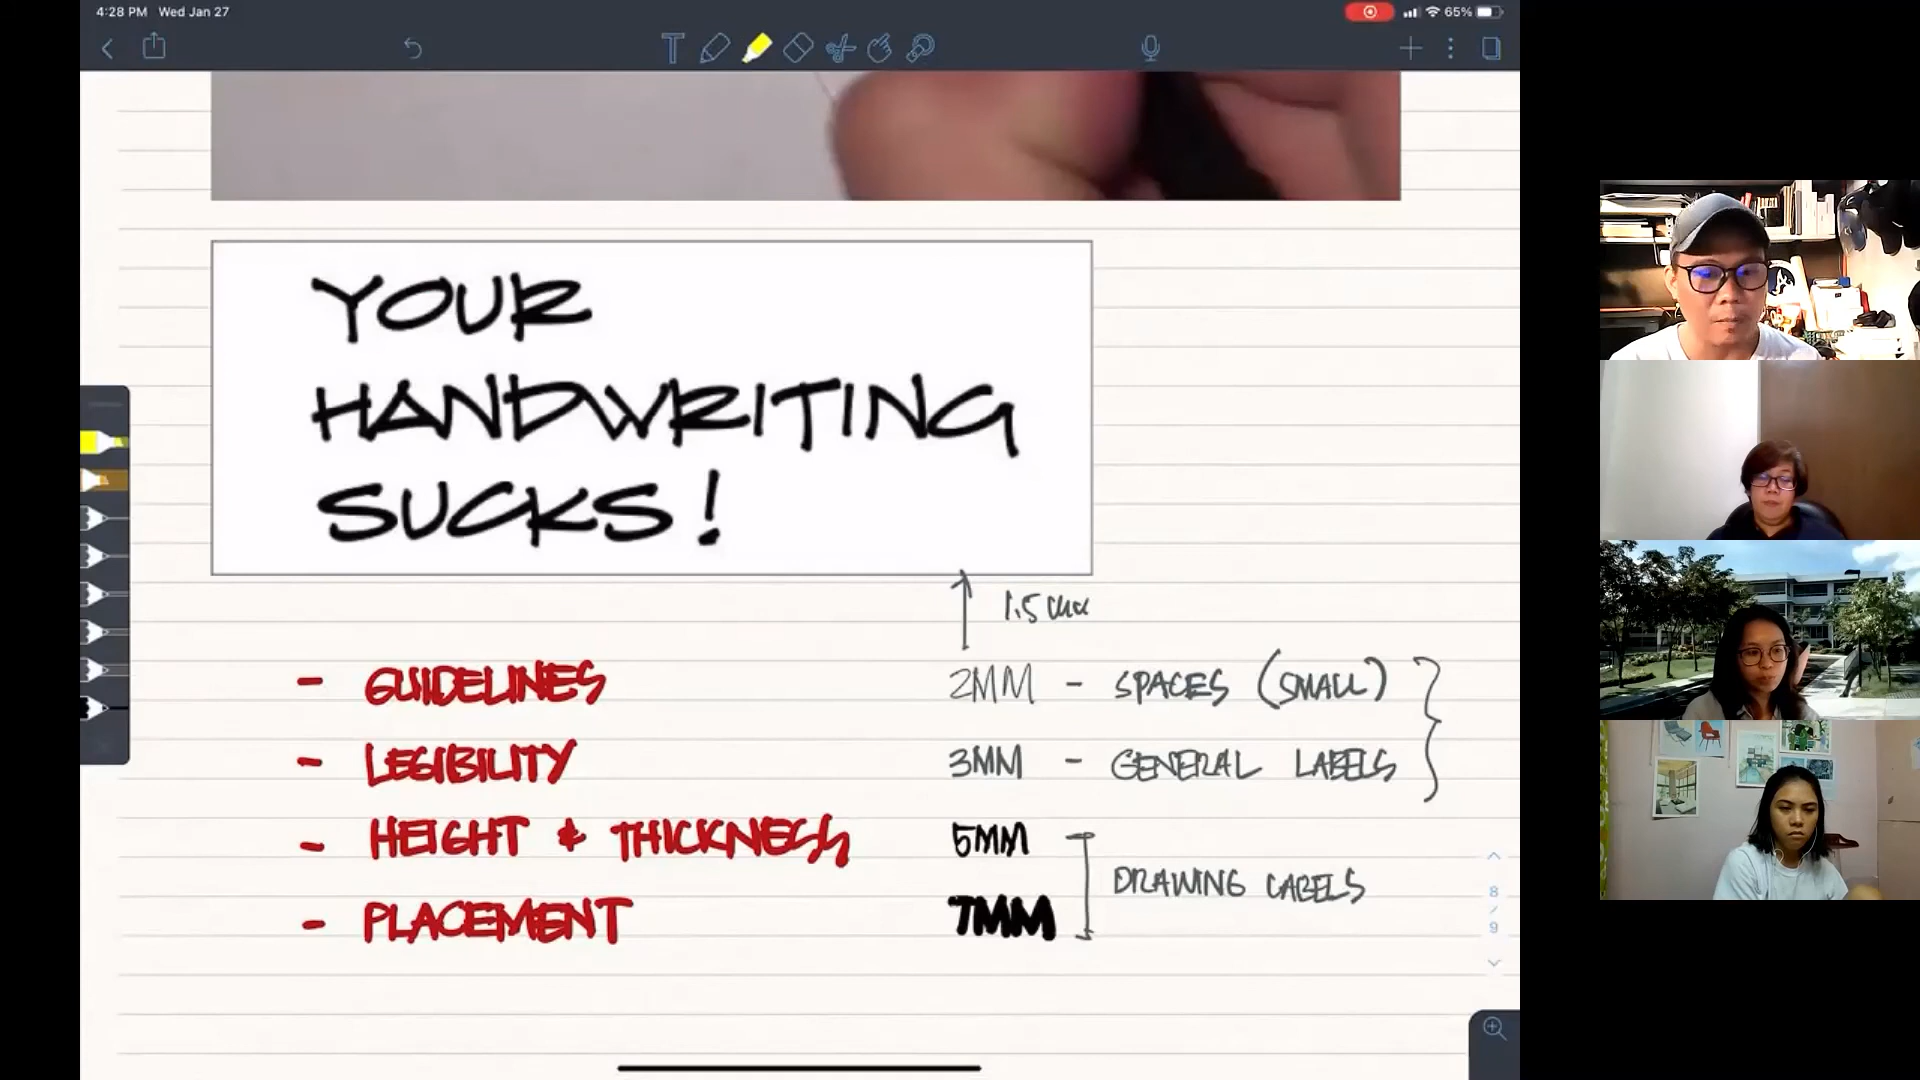 4:28 PM Wed Jan 27
65%
YOUR
HANDWRITING
SUCKS!
1.5 mm
- GUIDELINES
2MM - SPACES (SMALL)
- LEGIBILITY
3MM - GENERAL LABELS
- HEIGHT & THICKNESS
5MM
DRAWING LABELS
- PLACEMENT
7MM
8
/
9